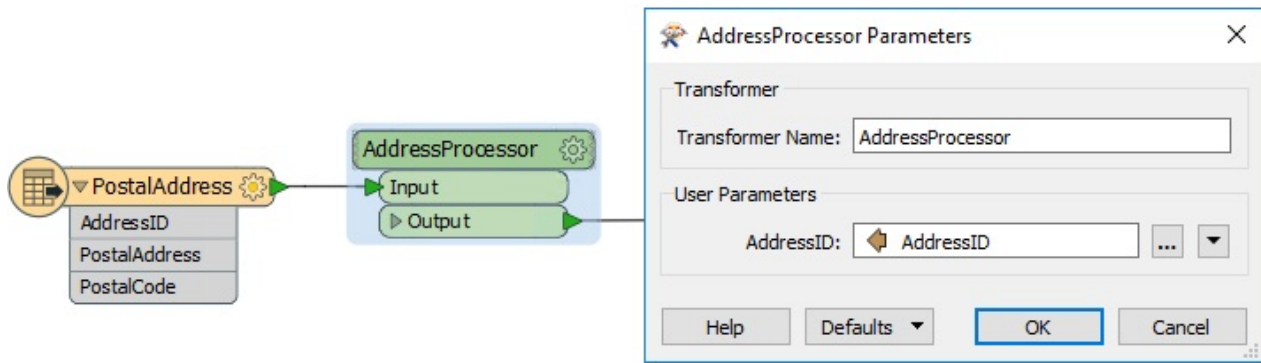 AddressProcessor
PostalAddress
Input
Output
AddressID
PostalAddress
PostalCode
AddressProcessor Parameters
Transformer
Transformer Name: AddressProcessor
User Parameters
AddressID: AddressID ...
Help Defaults OK Cancel